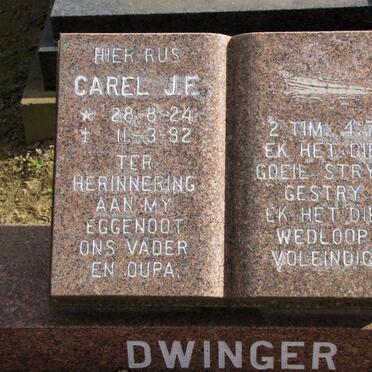 HIER RUS
CAREL J.F.
* 28-8-24
† 11-3-92
TER
HERINNERING
AAN MY
EGGENOOT
ONS VADER
EN OUPA
2 TIM. 4:7
EK HET DIE
GOEIE STRY
GESTRY
EK HET DIE
WEDLOOP
VOLEINDIG
DWINGER